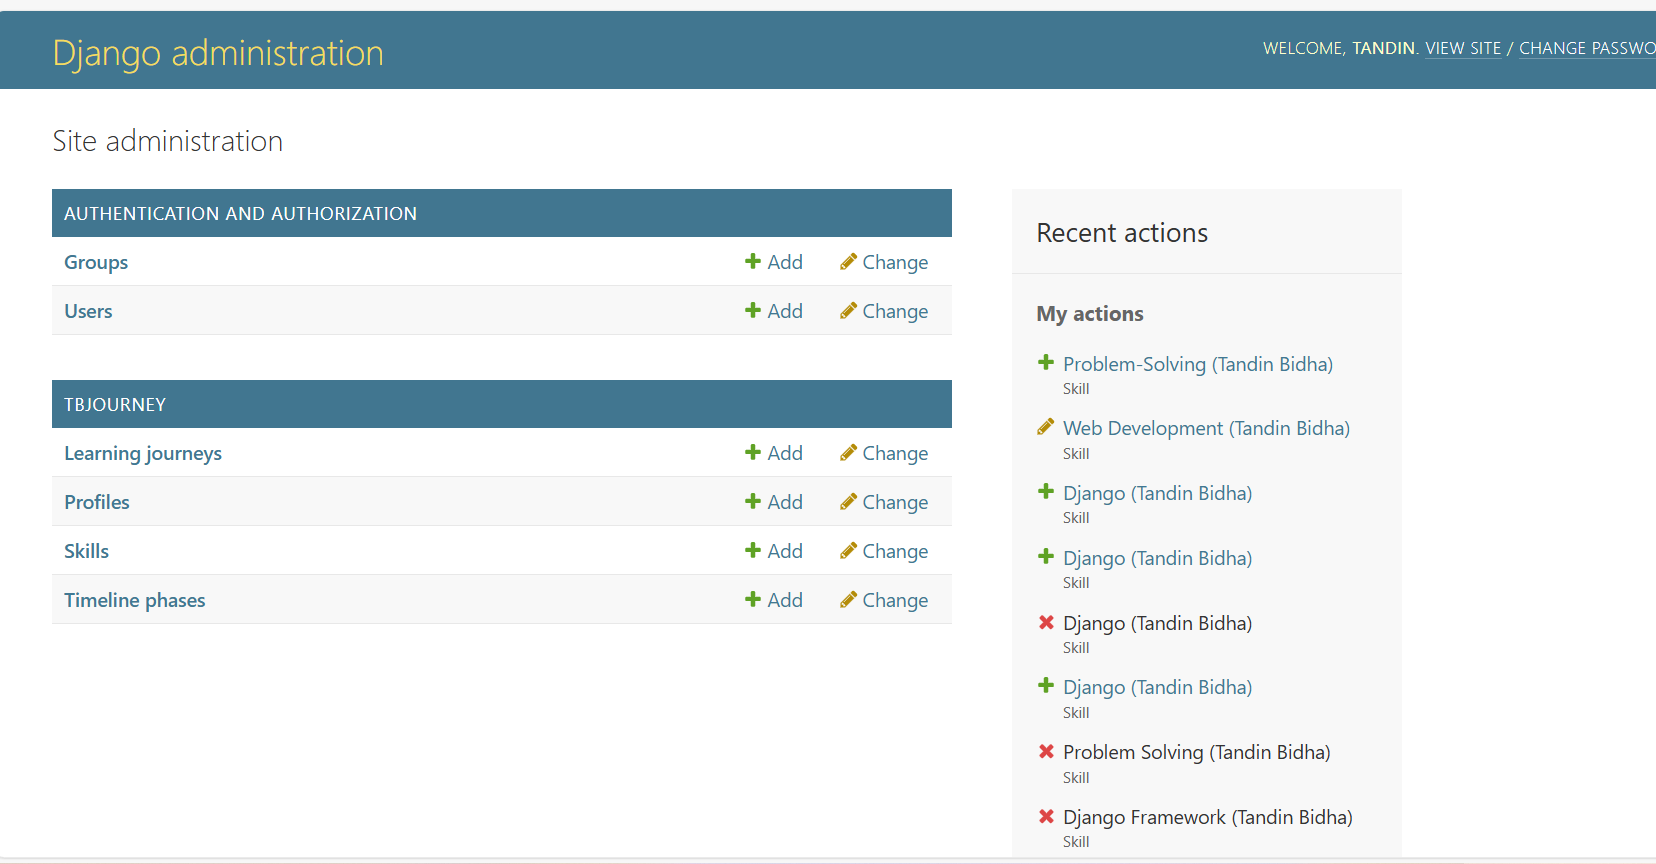 Django administration
WELCOME, TANDIN. VIEW SITE / CHANGE PASSWO
Site administration
AUTHENTICATION AND AUTHORIZATION
Groups Add Change
Users Add Change
TBJOURNEY
Learning journeys Add Change
Profiles Add Change
Skills Add Change
Timeline phases Add Change
Recent actions
My actions
Problem-Solving (Tandin Bidha)
Skill
Web Development (Tandin Bidha)
Skill
Django (Tandin Bidha)
Skill
Django (Tandin Bidha)
Skill
Django (Tandin Bidha)
Skill
Django (Tandin Bidha)
Skill
Problem Solving (Tandin Bidha)
Skill
Django Framework (Tandin Bidha)
Skill